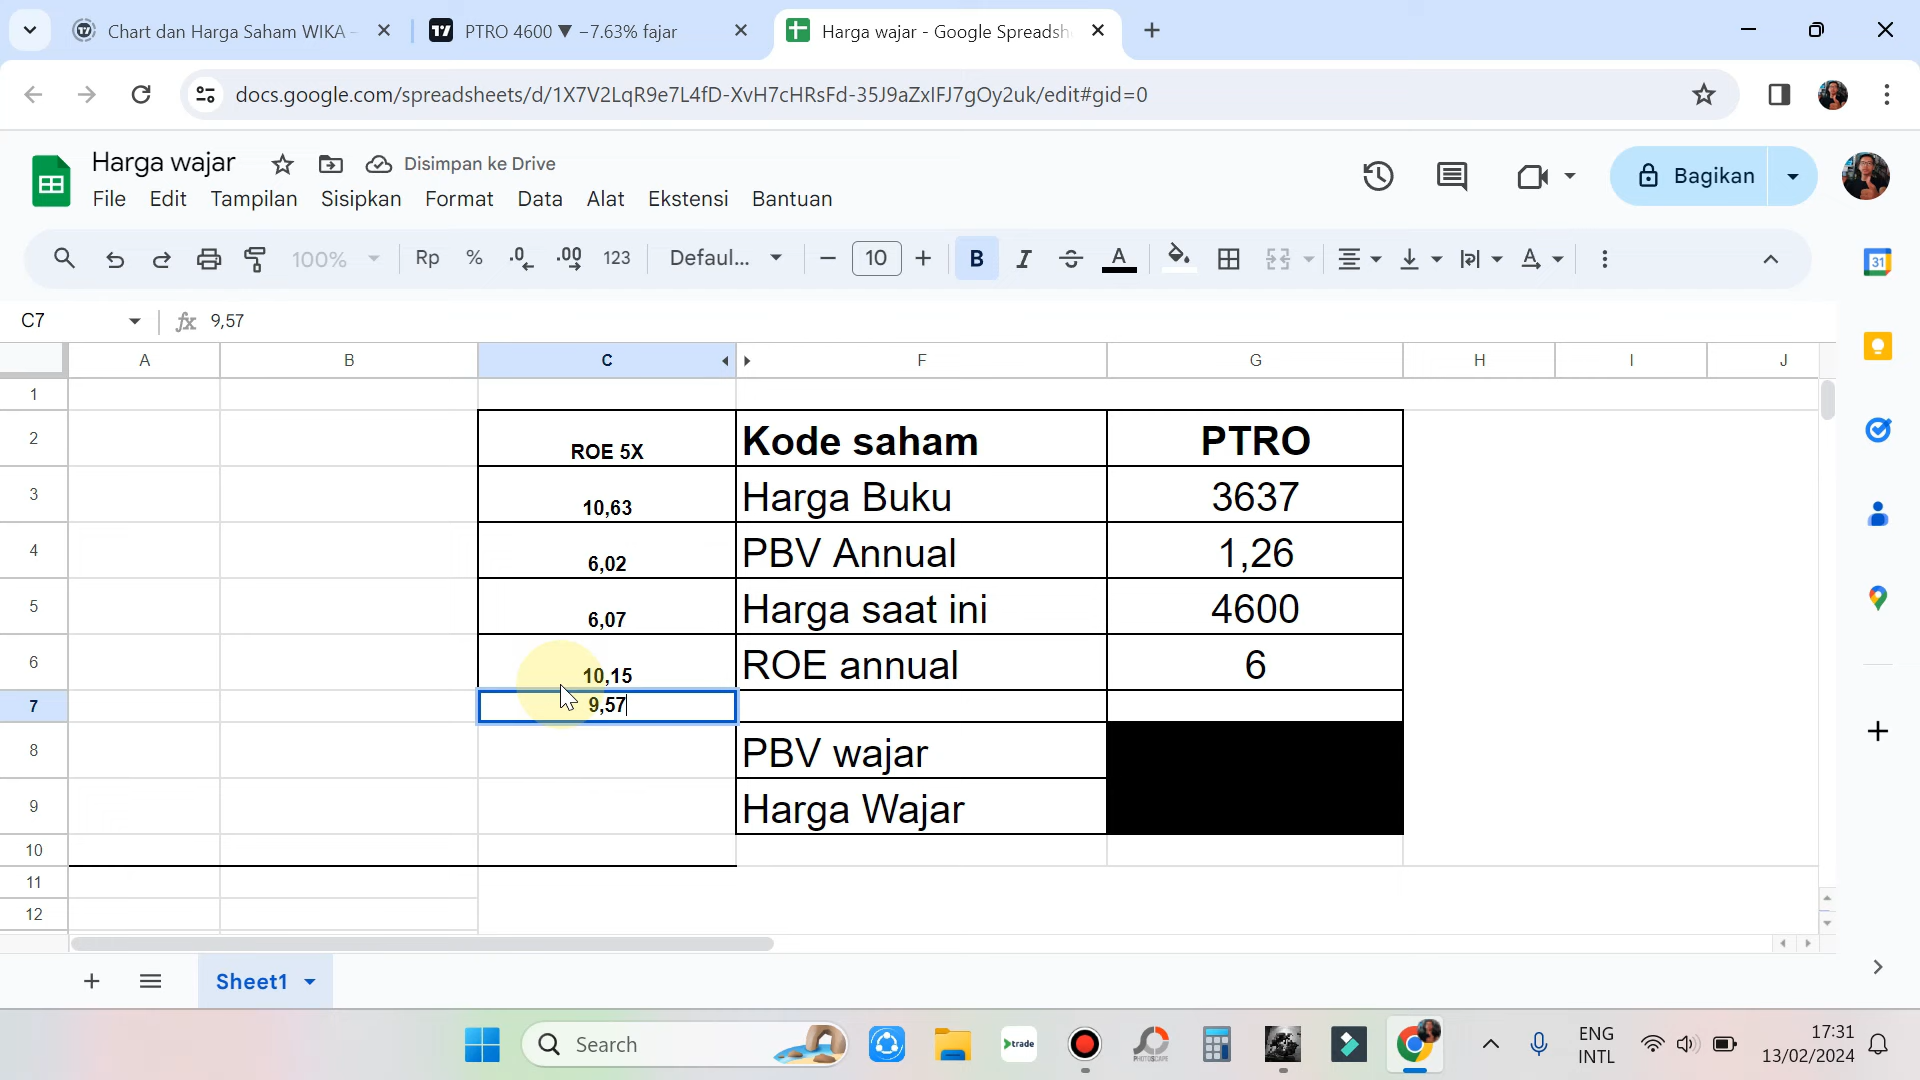 Chart dan Harga Saham WIKA -
PTRO 4600 ▼ −7.63% fajar
Harga wajar - Google Spreadsh
docs.google.com/spreadsheets/d/1X7V2LqR9e7L4fD-XvH7cHRsFd-35J9aZxIFJ7gOy2uk/edit#gid=0
Harga wajar
Disimpan ke Drive
File Edit Tampilan Sisipkan Format Data Alat Ekstensi Bantuan
Bagikan
100% Rp % .0 .00 123 Defaul... 10 B I A A
31
C7 fx 9,57
A B C F G H I J
1
2 ROE 5X Kode saham PTRO
3 10,63 Harga Buku 3637
4 6,02 PBV Annual 1,26
5 6,07 Harga saat ini 4600
6 10,15 ROE annual 6
7 9,57
8 PBV wajar
9 Harga Wajar
10
11
12
Sheet1
Search
trade
PHOTOSCAPE
ENG
INTL
17:31
13/02/2024